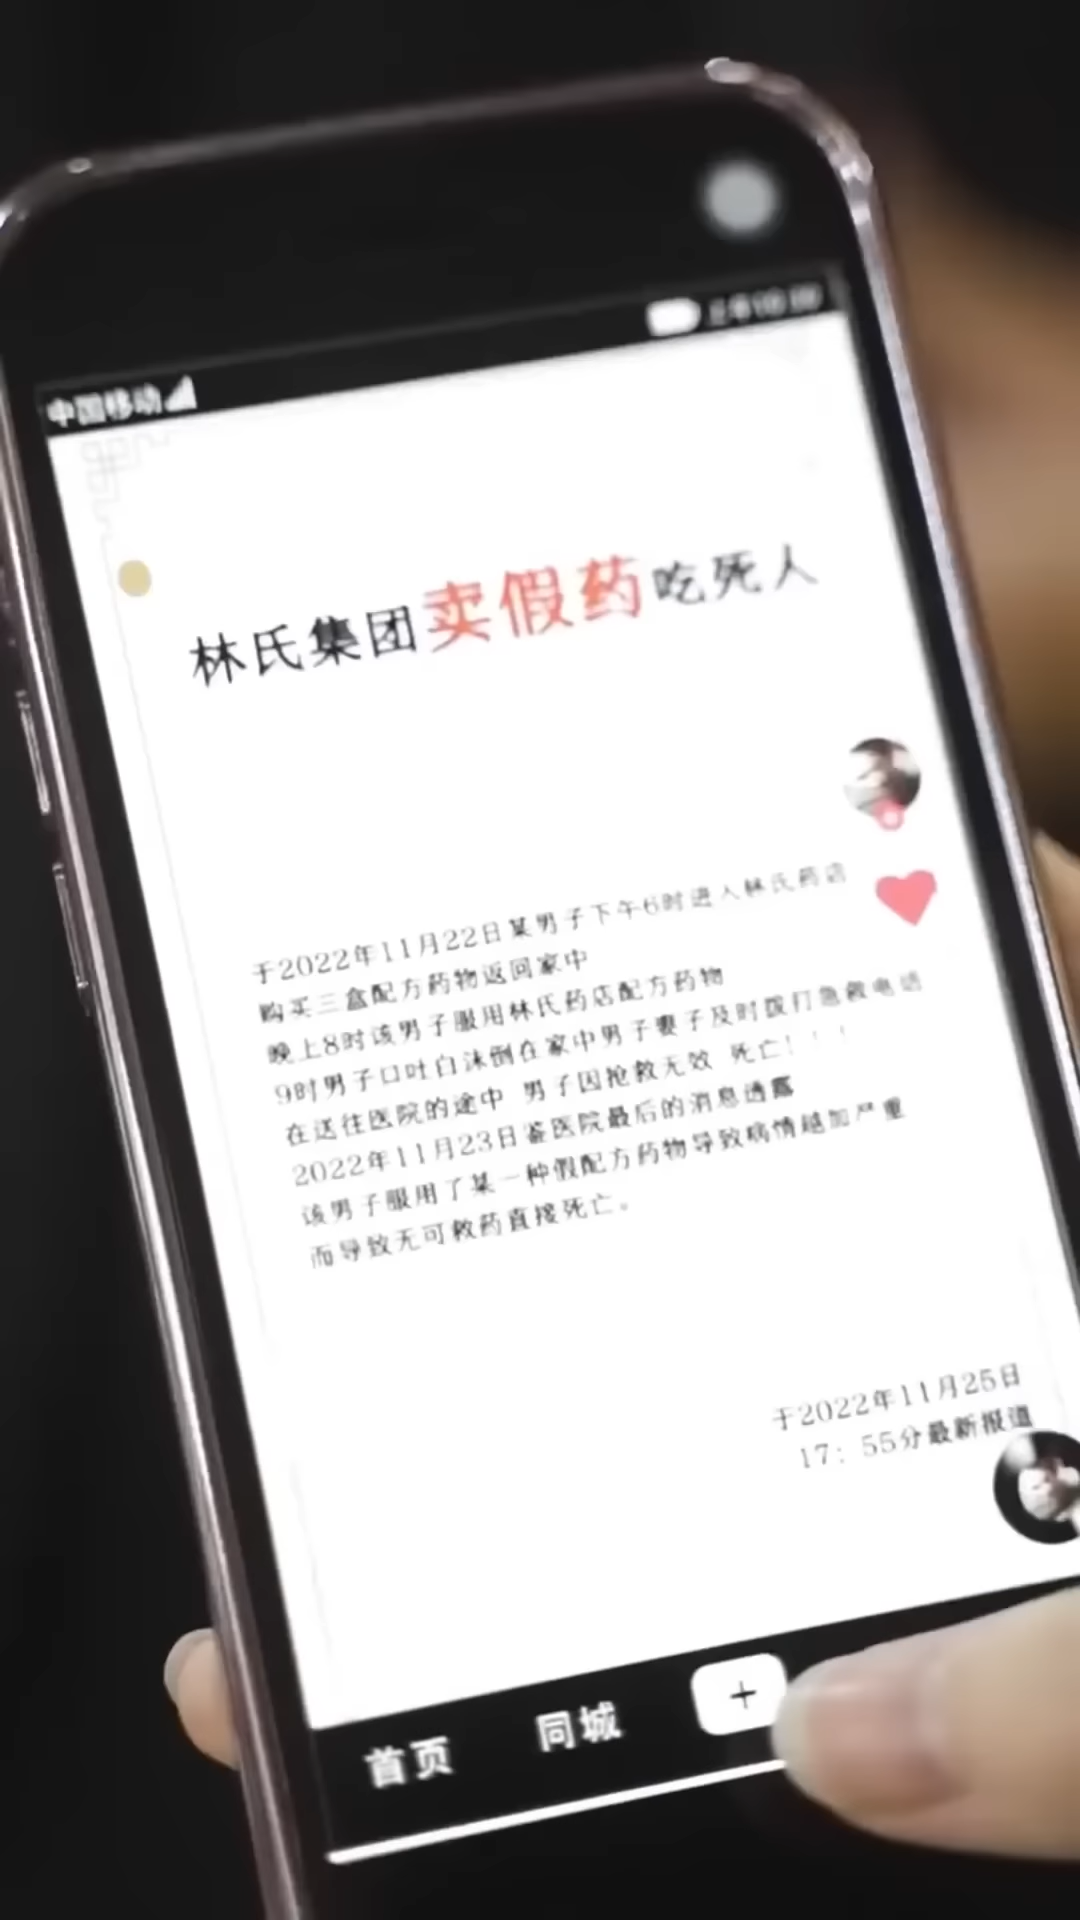 中国移动
林氏集团卖假药吃死人
于2022年11月22日某男子下午6时进入林氏药店
购买三盒配方药物返回家中
晚上8时该男子服用林氏药店配方药物
9时男子口吐白沫倒在家中男子妻子及时拨打急救电话
在送往医院的途中 男子因抢救无效 死亡！！！
2022年11月23日鉴医院最后的消息透露
该男子服用了某一种假配方药物导致病情越加严重
而导致无可救药直接死亡。
于2022年11月25日
17：55分最新报道
首页 同城 +